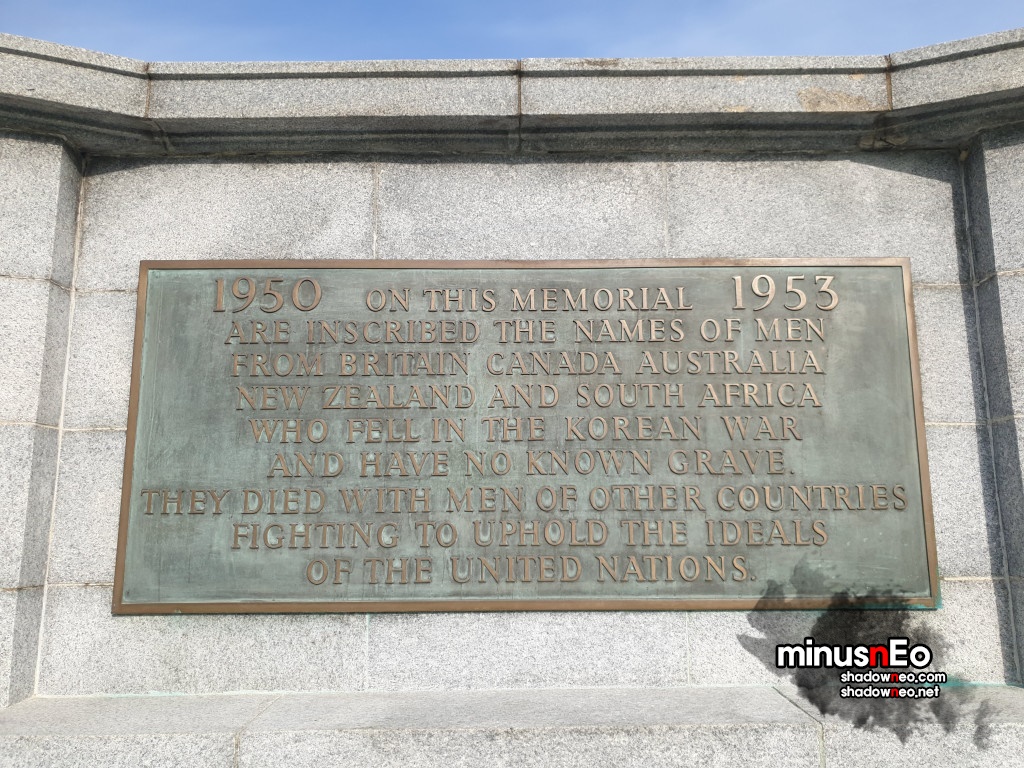 1950 ON THIS MEMORIAL 1953
ARE INSCRIBED THE NAMES OF MEN
FROM BRITAIN CANADA AUSTRALIA
NEW ZEALAND AND SOUTH AFRICA
WHO FELL IN THE KOREAN WAR
AND HAVE NO KNOWN GRAVE.
THEY DIED WITH MEN OF OTHER COUNTRIES
FIGHTING TO UPHOLD THE IDEALS
OF THE UNITED NATIONS.
minusnEo
shadowneo.com
shadowneo.net